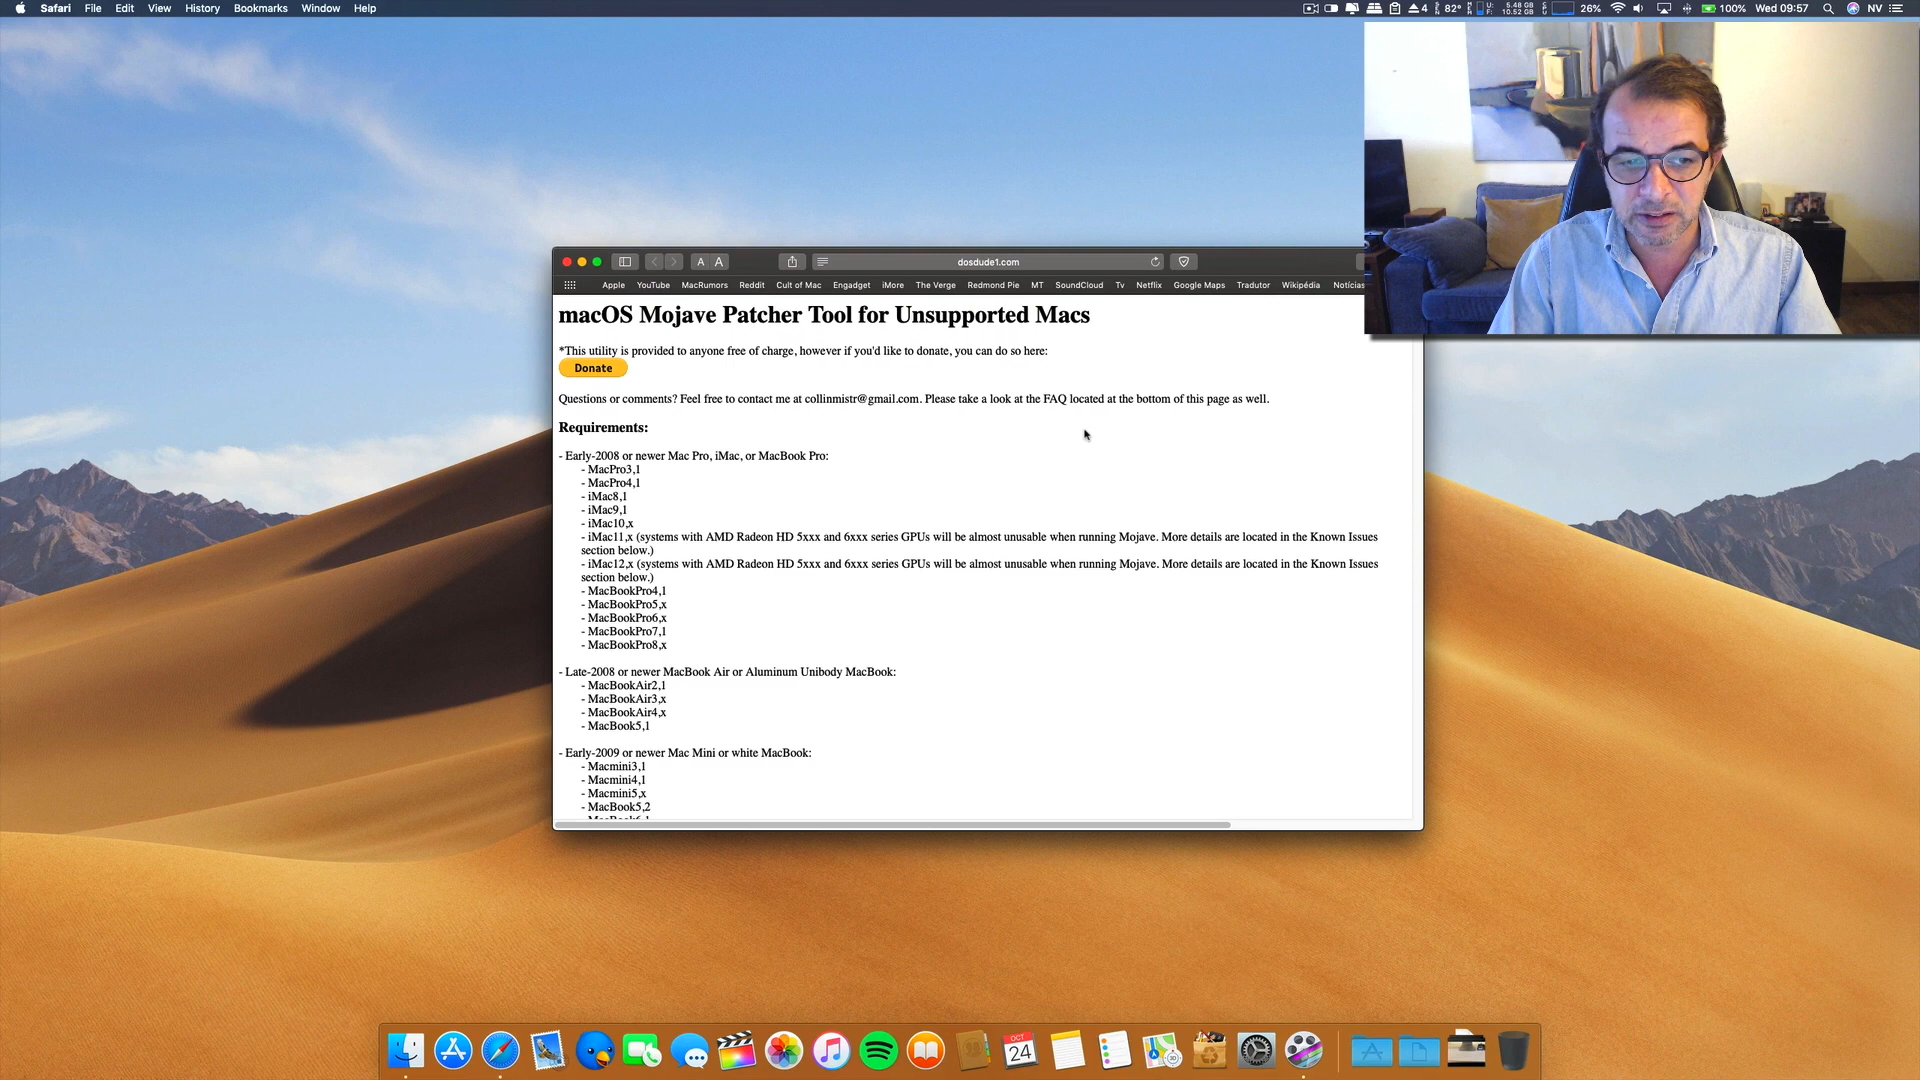 Safari File Edit View History Bookmarks Window Help
4 82° 5.48 GB 10.52 GB 26% 100% Wed 09:57 NV
A A dosdude1.com
Apple YouTube MacRumors Reddit Cult of Mac Engadget iMore The Verge Redmond Pie MT SoundCloud Tv Netflix Google Maps Tradutor Wikipédia Notícias
macOS Mojave Patcher Tool for Unsupported Macs
*This utility is provided to anyone free of charge, however if you'd like to donate, you can do so here:
Donate
Questions or comments? Feel free to contact me at collinmistr@gmail.com. Please take a look at the FAQ located at the bottom of this page as well.
Requirements:
- Early-2008 or newer Mac Pro, iMac, or MacBook Pro:
- MacPro3,1
- MacPro4,1
- iMac8,1
- iMac9,1
- iMac10,x
- iMac11,x (systems with AMD Radeon HD 5xxx and 6xxx series GPUs will be almost unusable when running Mojave. More details are located in the Known Issues
section below.)
- iMac12,x (systems with AMD Radeon HD 5xxx and 6xxx series GPUs will be almost unusable when running Mojave. More details are located in the Known Issues
section below.)
- MacBookPro4,1
- MacBookPro5,x
- MacBookPro6,x
- MacBookPro7,1
- MacBookPro8,x
- Late-2008 or newer MacBook Air or Aluminum Unibody MacBook:
- MacBookAir2,1
- MacBookAir3,x
- MacBookAir4,x
- MacBook5,1
- Early-2009 or newer Mac Mini or white MacBook:
- Macmini3,1
- Macmini4,1
- Macmini5,x
- MacBook5,2
OCT
24